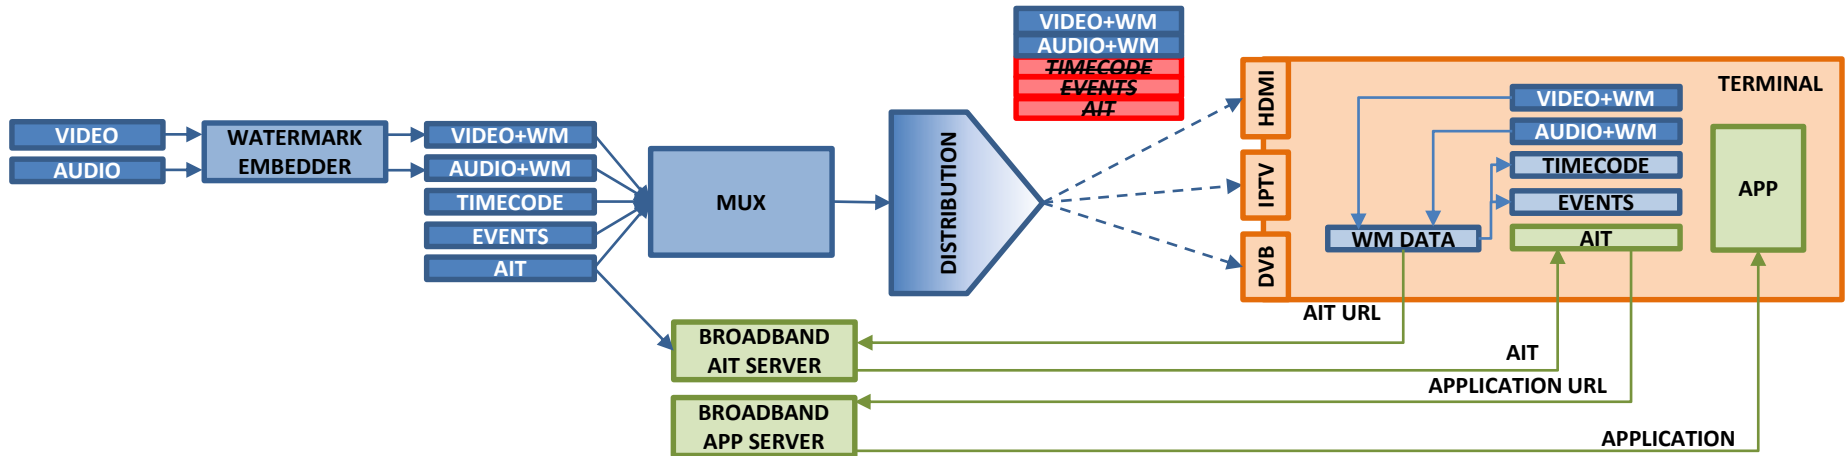 VIDEO
AUDIO
WATERMARK
EMBEDDER
VIDEO+WM
AUDIO+WM
TIMECODE
EVENTS
AIT
MUX
DISTRIBUTION
VIDEO+WM
AUDIO+WM
TIMECODE
EVENTS
AIT
HDMI
IPTV
DVB
TERMINAL
VIDEO+WM
AUDIO+WM
TIMECODE
EVENTS
WM DATA
AIT
APP
AIT URL
BROADBAND
AIT SERVER
AIT
APPLICATION URL
BROADBAND
APP SERVER
APPLICATION